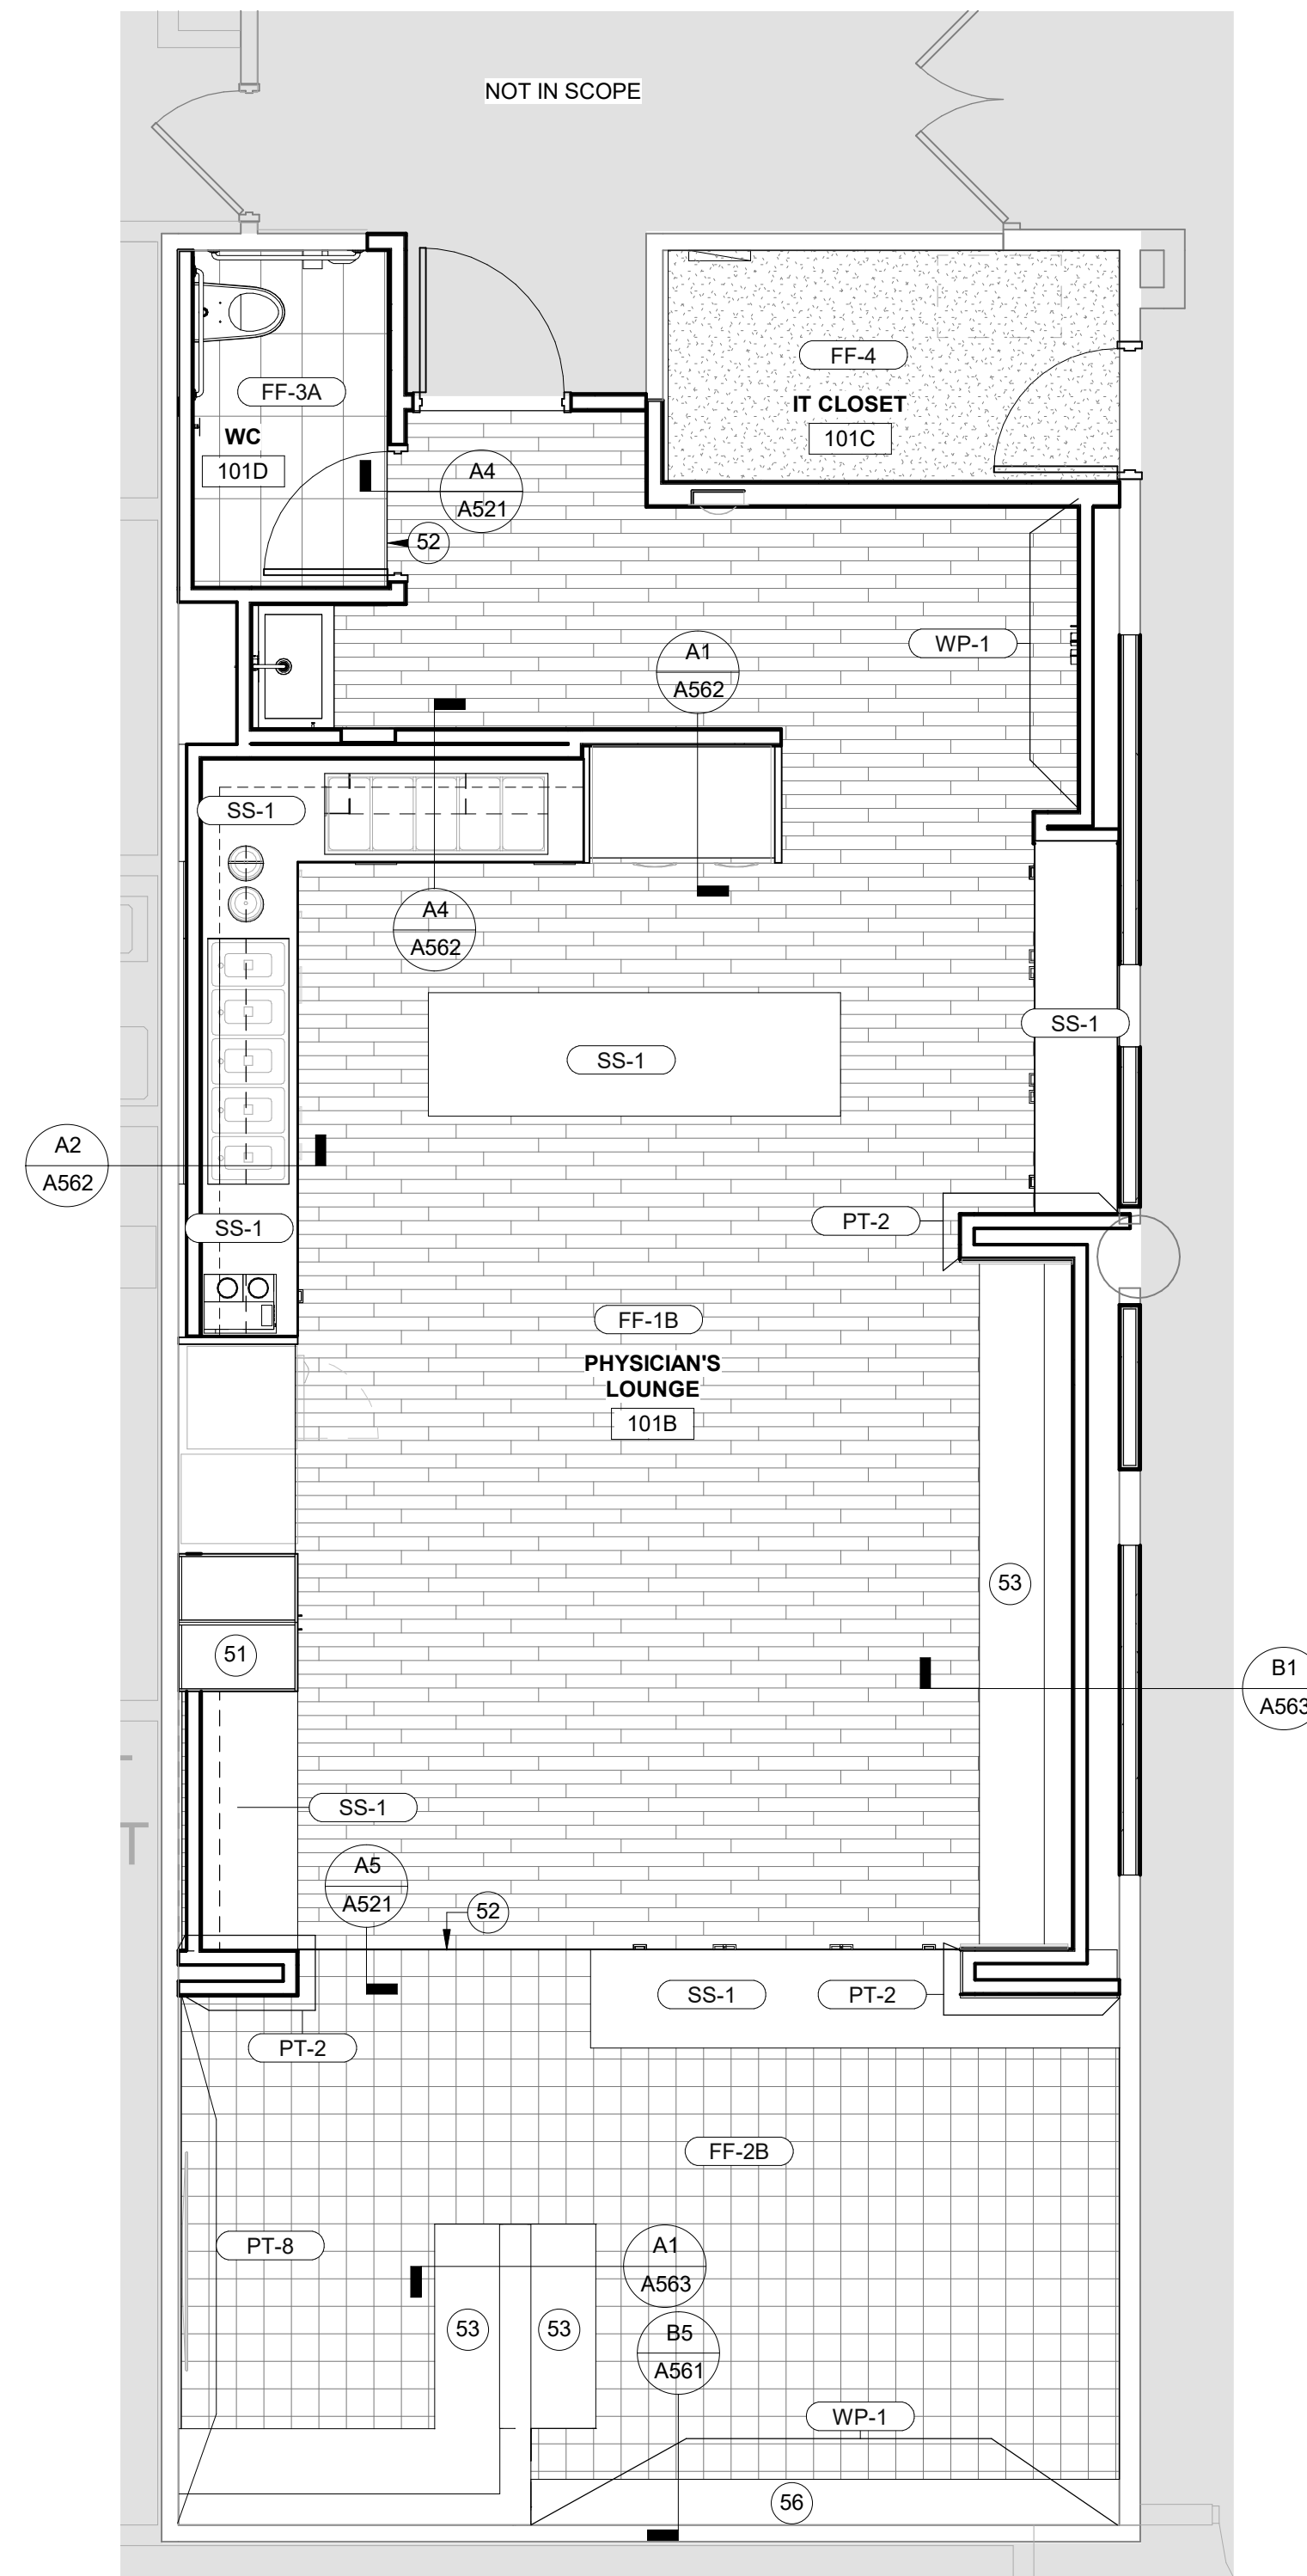 NOT IN SCOPE
FF-4
IT CLOSET
101C
FF-3A
WC
101D
A4
A521
52
A1
A562
WP-1
SS-1
A4
A562
SS-1
SS-1
A2
A562
SS-1
PT-2
FF-1B
PHYSICIAN'S
LOUNGE
101B
53
51
B1
A563
SS-1
A5
A521
52
SS-1
PT-2
PT-2
FF-2B
PT-8
A1
A563
53
53
B5
A561
WP-1
56
T